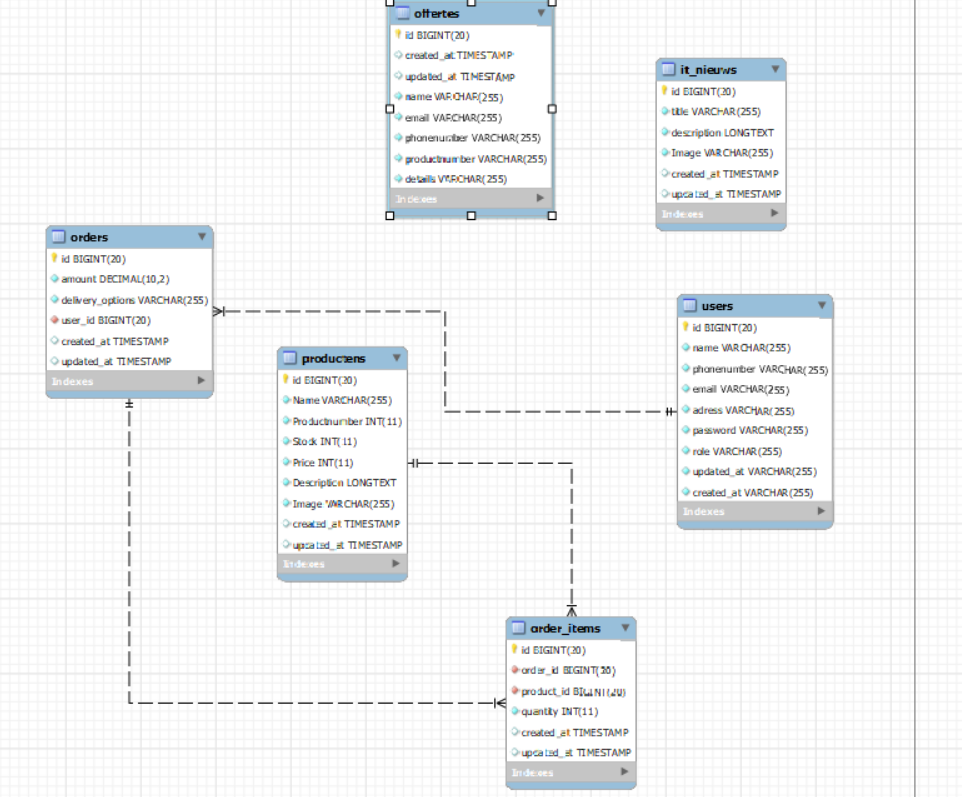 offertes
id BIGINT(20)
created_at TIMESTAMP
updated_at TIMESTAMP
name VARCHAR(255)
email VARCHAR(255)
phonenumber VARCHAR(255)
productnumber VARCHAR(255)
details VARCHAR(255)
Indexes
it_nieuws
id BIGINT(20)
title VARCHAR(255)
description LONGTEXT
Image VARCHAR(255)
created_at TIMESTAMP
updated_at TIMESTAMP
Indexes
orders
id BIGINT(20)
amount DECIMAL(10,2)
delivery_options VARCHAR(255)
user_id BIGINT(20)
created_at TIMESTAMP
updated_at TIMESTAMP
Indexes
users
id BIGINT(20)
name VARCHAR(255)
phonenumber VARCHAR(255)
email VARCHAR(255)
adress VARCHAR(255)
password VARCHAR(255)
role VARCHAR(255)
updated_at VARCHAR(255)
created_at VARCHAR(255)
Indexes
productens
id BIGINT(20)
Name VARCHAR(255)
Productnumber INT(11)
Stock INT(11)
Price INT(11)
Description LONGTEXT
Image VARCHAR(255)
created_at TIMESTAMP
updated_at TIMESTAMP
Indexes
order_items
id BIGINT(20)
order_id BIGINT(20)
product_id BIGINT(20)
quantity INT(11)
created_at TIMESTAMP
updated_at TIMESTAMP
Indexes